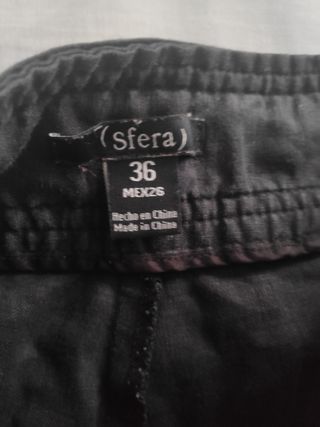 (sfera)
36
MEX26
Hecho en China
Made in China